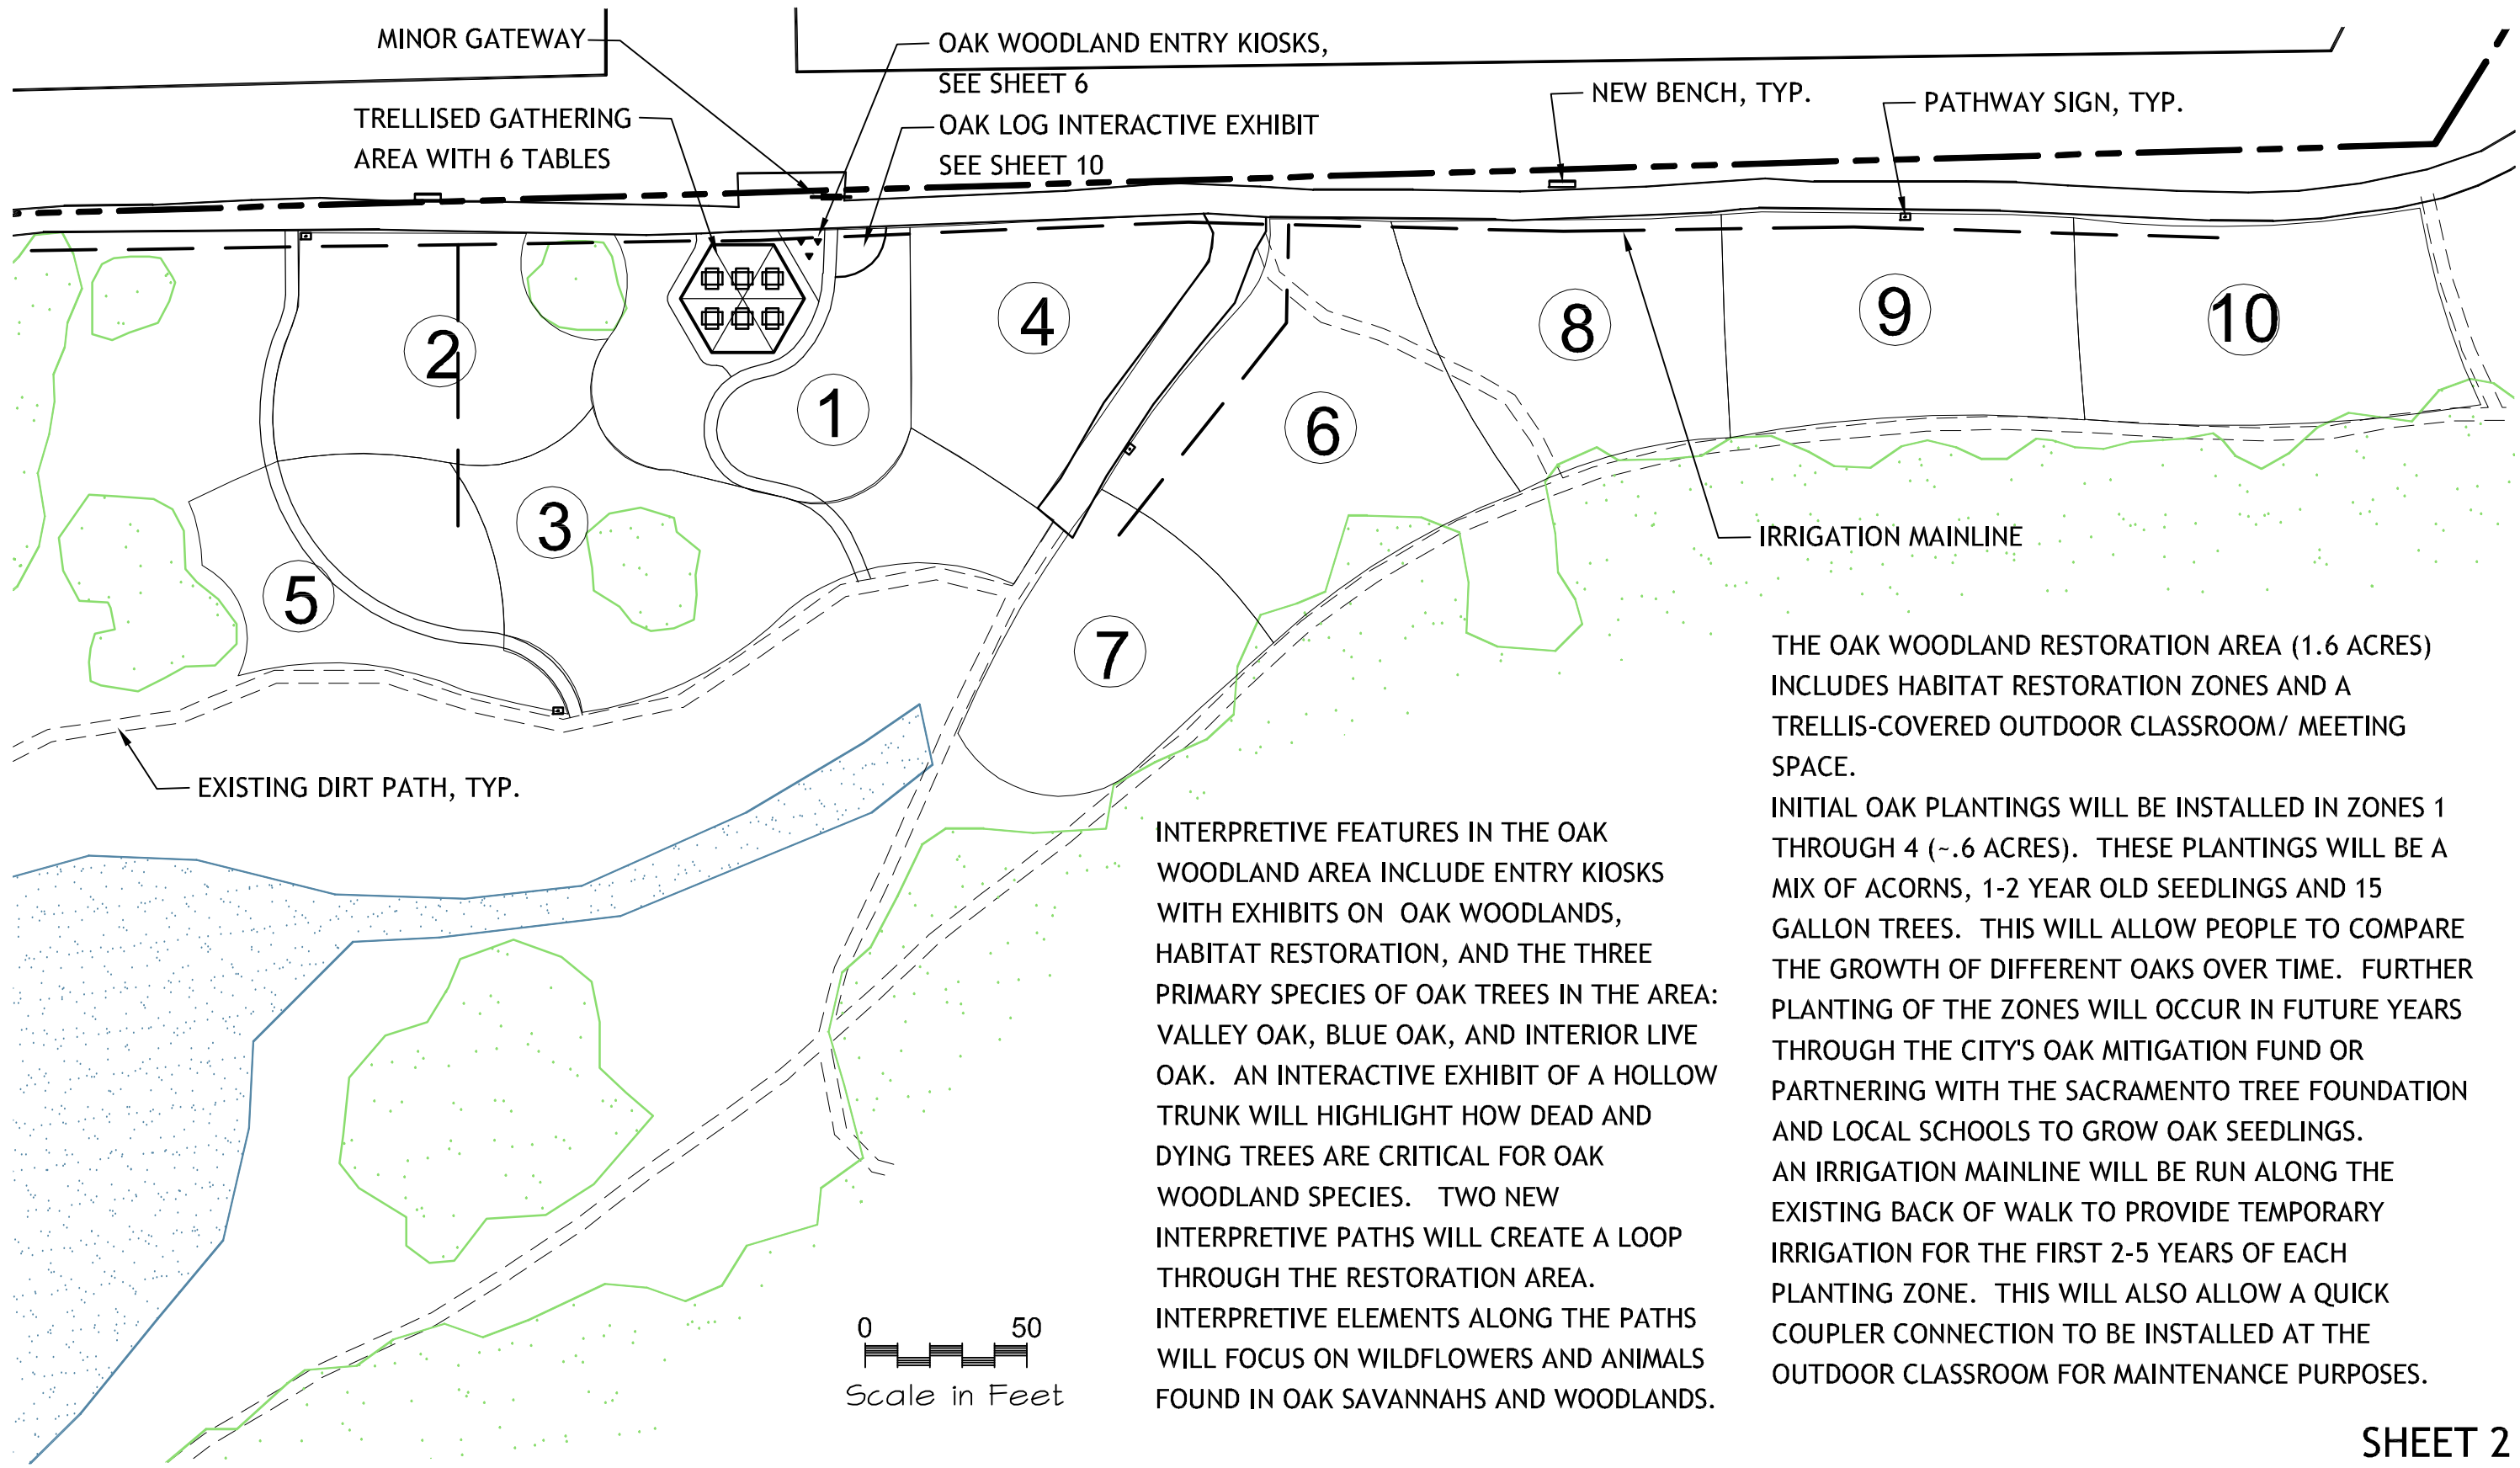 MINOR GATEWAY
OAK WOODLAND ENTRY KIOSKS,
SEE SHEET 6
TRELLISED GATHERING
AREA WITH 6 TABLES
OAK LOG INTERACTIVE EXHIBIT
SEE SHEET 10
NEW BENCH, TYP.
PATHWAY SIGN, TYP.
2
1
4
3
5
6
7
8
9
10
IRRIGATION MAINLINE
EXISTING DIRT PATH, TYP.
INTERPRETIVE FEATURES IN THE OAK
WOODLAND AREA INCLUDE ENTRY KIOSKS
WITH EXHIBITS ON OAK WOODLANDS,
HABITAT RESTORATION, AND THE THREE
PRIMARY SPECIES OF OAK TREES IN THE AREA:
VALLEY OAK, BLUE OAK, AND INTERIOR LIVE
OAK. AN INTERACTIVE EXHIBIT OF A HOLLOW
TRUNK WILL HIGHLIGHT HOW DEAD AND
DYING TREES ARE CRITICAL FOR OAK
WOODLAND SPECIES. TWO NEW
INTERPRETIVE PATHS WILL CREATE A LOOP
THROUGH THE RESTORATION AREA.
INTERPRETIVE ELEMENTS ALONG THE PATHS
WILL FOCUS ON WILDFLOWERS AND ANIMALS
FOUND IN OAK SAVANNAHS AND WOODLANDS.
THE OAK WOODLAND RESTORATION AREA (1.6 ACRES)
INCLUDES HABITAT RESTORATION ZONES AND A
TRELLIS-COVERED OUTDOOR CLASSROOM/ MEETING
SPACE.
INITIAL OAK PLANTINGS WILL BE INSTALLED IN ZONES 1
THROUGH 4 (~.6 ACRES). THESE PLANTINGS WILL BE A
MIX OF ACORNS, 1-2 YEAR OLD SEEDLINGS AND 15
GALLON TREES. THIS WILL ALLOW PEOPLE TO COMPARE
THE GROWTH OF DIFFERENT OAKS OVER TIME. FURTHER
PLANTING OF THE ZONES WILL OCCUR IN FUTURE YEARS
THROUGH THE CITY'S OAK MITIGATION FUND OR
PARTNERING WITH THE SACRAMENTO TREE FOUNDATION
AND LOCAL SCHOOLS TO GROW OAK SEEDLINGS.
AN IRRIGATION MAINLINE WILL BE RUN ALONG THE
EXISTING BACK OF WALK TO PROVIDE TEMPORARY
IRRIGATION FOR THE FIRST 2-5 YEARS OF EACH
PLANTING ZONE. THIS WILL ALSO ALLOW A QUICK
COUPLER CONNECTION TO BE INSTALLED AT THE
OUTDOOR CLASSROOM FOR MAINTENANCE PURPOSES.
0 50
Scale in Feet
SHEET 2